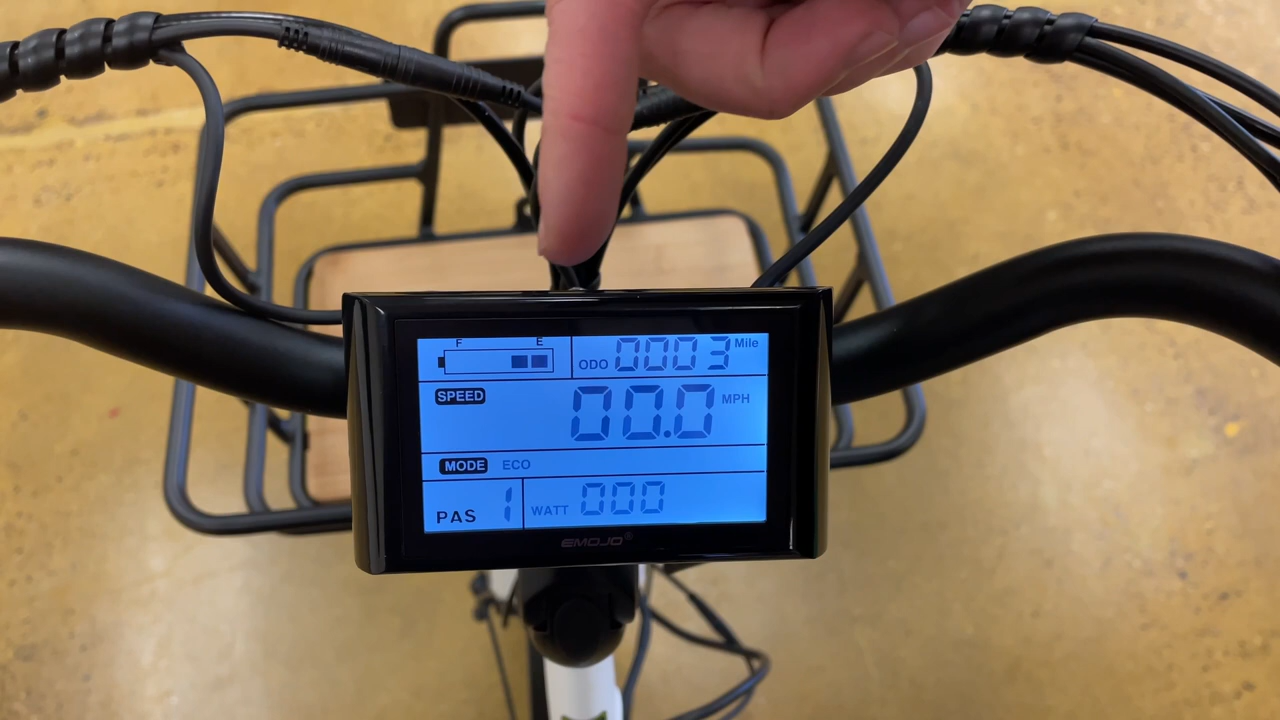 F E
ODO 0003 Mile
SPEED 00.0 MPH
MODE ECO
PAS 1 WATT 000
EMOJO®